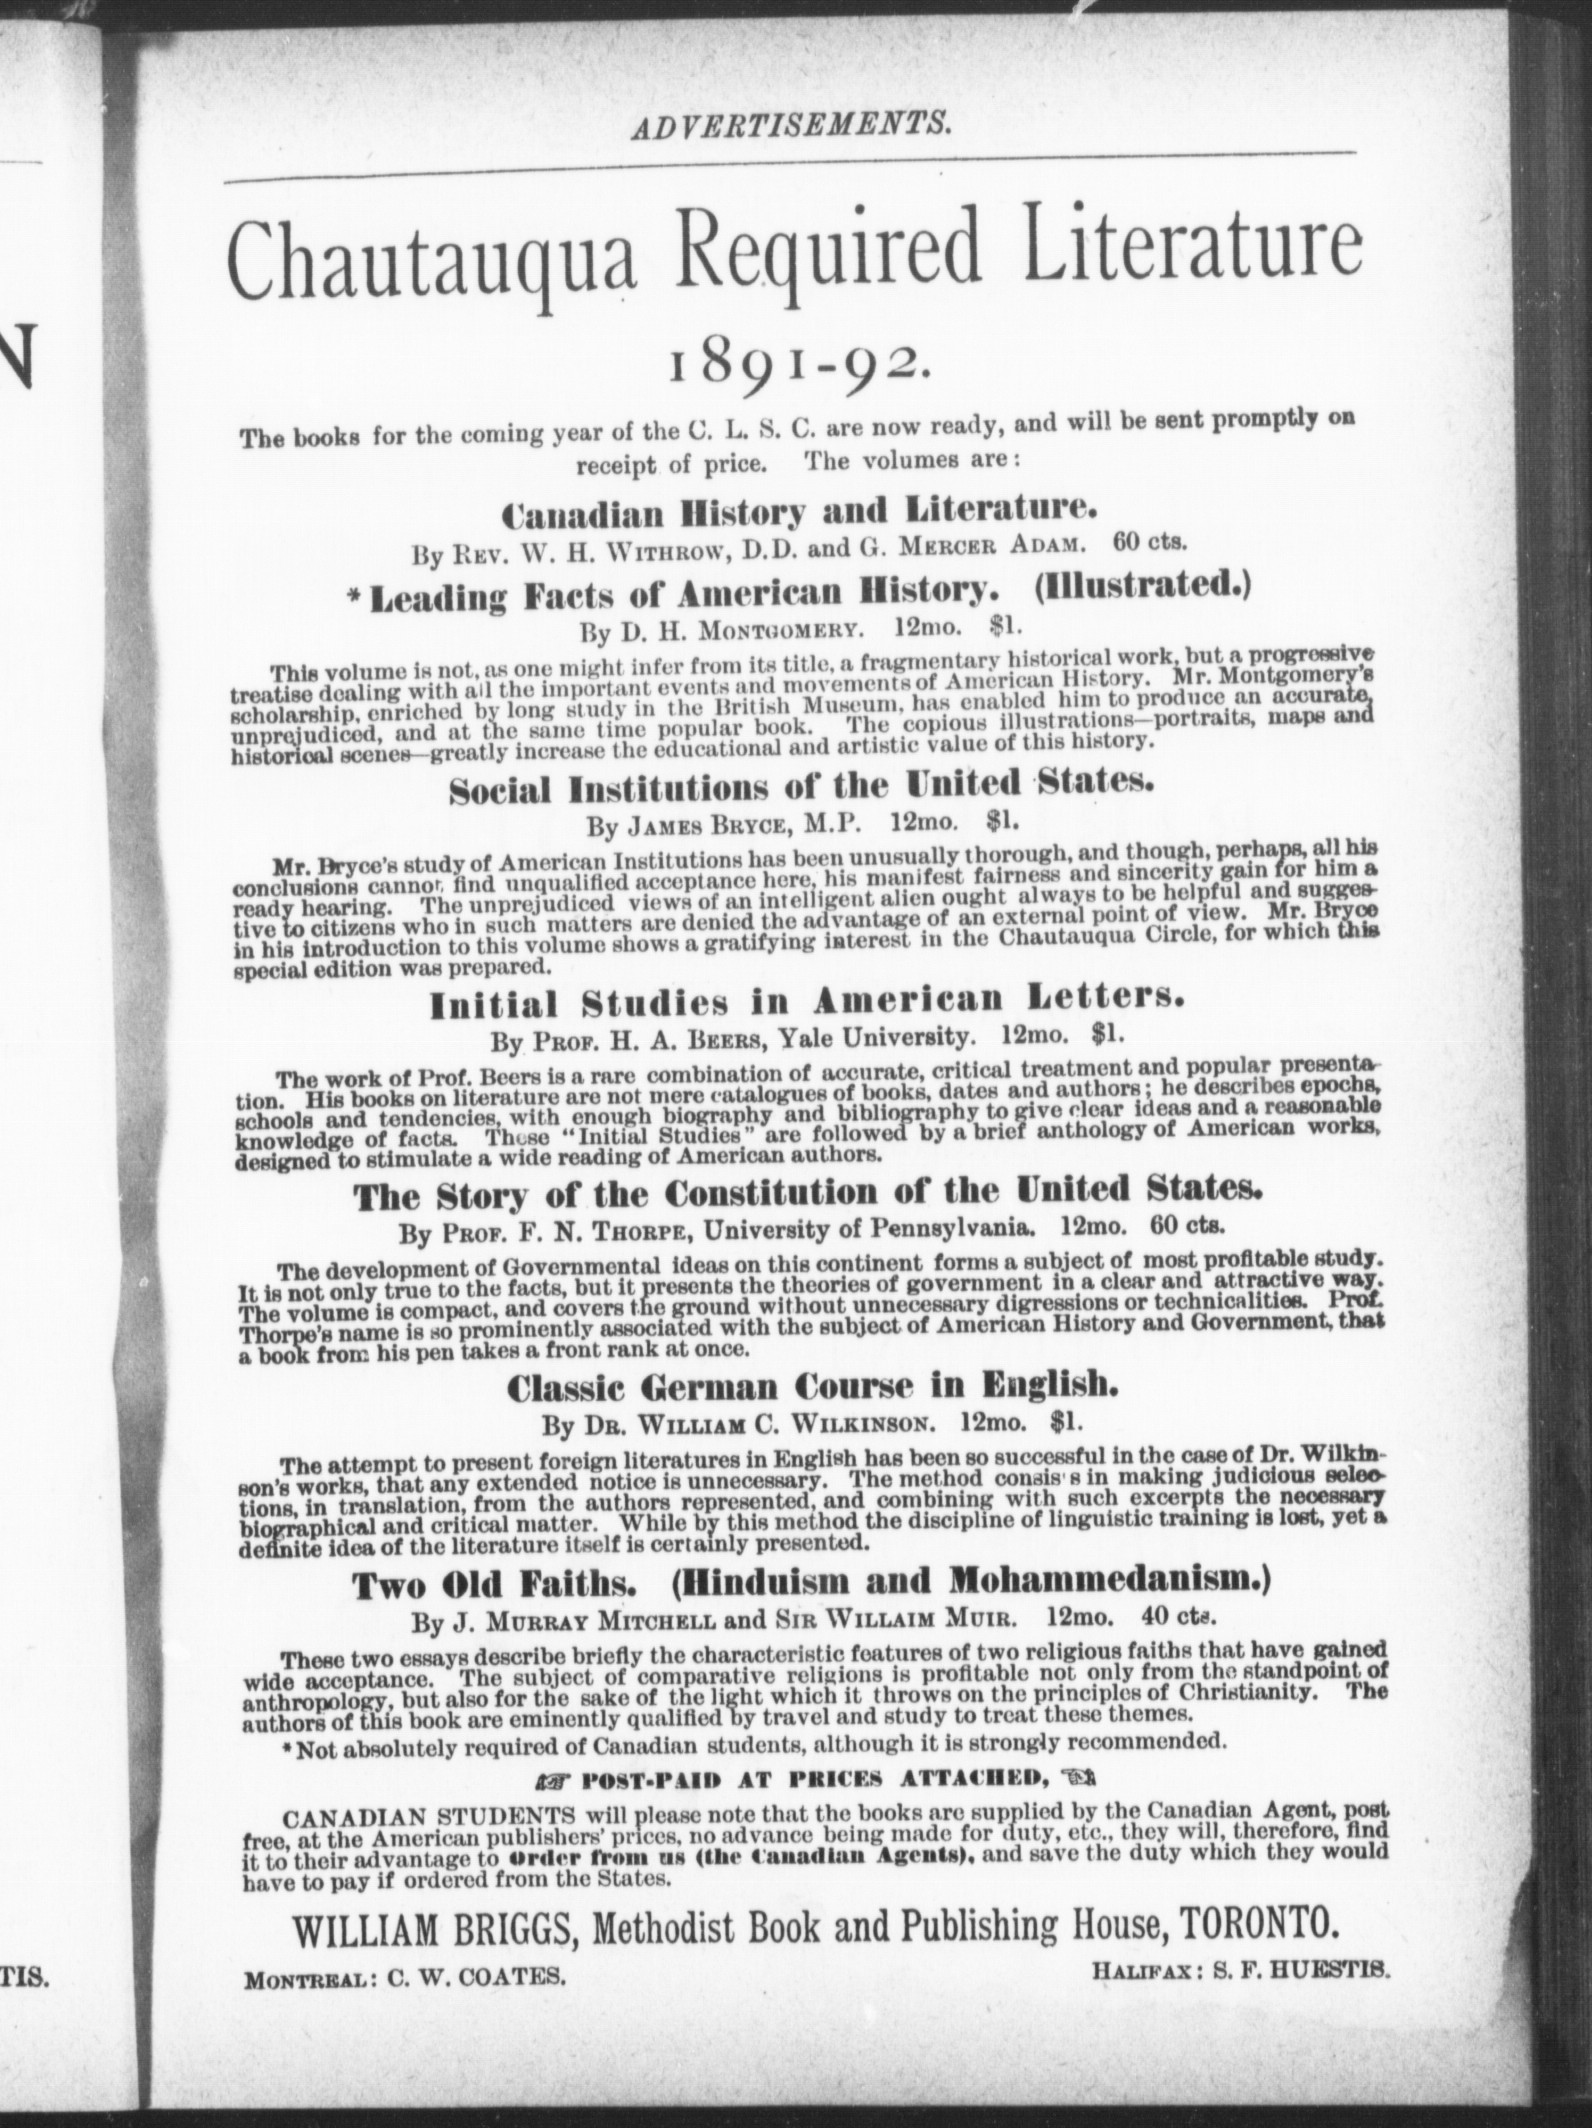 N
TIS.
ADVERTISEMENTS.
Chautauqua Required Literature
1891-92.
The books for the coming year of the C. L. S. C. are now ready, and will be sent promptly on
receipt of price. The volumes are:
Canadian History and Literature.
By REV. W. H. WITHROW, D.D. and G. MERCER ADAM. 60 cts.
*Leading Facts of American History. (Illustrated.)
By D. H. MONTGOMERY. 12mo. $1.
This volume is not, as one might infer from its title, a fragmentary historical work, but a progressive
treatise dealing with all the important events and movements of American History. Mr. Montgomery's
scholarship, enriched by long study in the British Museum, has enabled him to produce an accurate,
unprejudiced, and at the same time popular book. The copious illustrations—portraits, maps and
historical scenes—greatly increase the educational and artistic value of this history.
Social Institutions of the United States.
By JAMES BRYCE, M.P. 12mo. $1.
Mr. Bryce's study of American Institutions has been unusually thorough, and though, perhaps, all his
conclusions cannot find unqualified acceptance here, his manifest fairness and sincerity gain for him a
ready hearing. The unprejudiced views of an intelligent alien ought always to be helpful and sugges-
tive to citizens who in such matters are denied the advantage of an external point of view. Mr. Bryce
in his introduction to this volume shows a gratifying interest in the Chautauqua Circle, for which this
special edition was prepared.
Initial Studies in American Letters.
By PROF. H. A. BEERS, Yale University. 12mo. $1.
The work of Prof. Beers is a rare combination of accurate, critical treatment and popular presenta-
tion. His books on literature are not mere catalogues of books, dates and authors; he describes epochs,
schools and tendencies, with enough biography and bibliography to give clear ideas and a reasonable
knowledge of facts. These "Initial Studies" are followed by a brief anthology of American works,
designed to stimulate a wide reading of American authors.
The Story of the Constitution of the United States.
By PROF. F. N. THORPE, University of Pennsylvania. 12mo. 60 cts.
The development of Governmental ideas on this continent forms a subject of most profitable study.
It is not only true to the facts, but it presents the theories of government in a clear and attractive way.
The volume is compact, and covers the ground without unnecessary digressions or technicalities. Prof.
Thorpe's name is so prominently associated with the subject of American History and Government, that
a book from his pen takes a front rank at once.
Classic German Course in English.
By DR. WILLIAM C. WILKINSON. 12mo. $1.
The attempt to present foreign literatures in English has been so successful in the case of Dr. Wilkin-
son's works, that any extended notice is unnecessary. The method consists in making judicious selec-
tions, in translation, from the authors represented, and combining with such excerpts the necessary
biographical and critical matter. While by this method the discipline of linguistic training is lost, yet a
definite idea of the literature itself is certainly presented.
Two Old Faiths. (Hinduism and Mohammedanism.)
By J. MURRAY MITCHELL and SIR WILLAIM MUIR. 12mo. 40 cts.
These two essays describe briefly the characteristic features of two religious faiths that have gained
wide acceptance. The subject of comparative religions is profitable not only from the standpoint of
anthropology, but also for the sake of the light which it throws on the principles of Christianity. The
authors of this book are eminently qualified by travel and study to treat these themes.
*Not absolutely required of Canadian students, although it is strongly recommended.
☞ POST-PAID AT PRICES ATTACHED, ☜
CANADIAN STUDENTS will please note that the books are supplied by the Canadian Agent, post
free, at the American publishers' prices, no advance being made for duty, etc., they will, therefore, find
it to their advantage to order from us (the Canadian Agents), and save the duty which they would
have to pay if ordered from the States.
WILLIAM BRIGGS, Methodist Book and Publishing House, TORONTO.
MONTREAL: C. W. COATES. HALIFAX: S. F. HUESTIS.